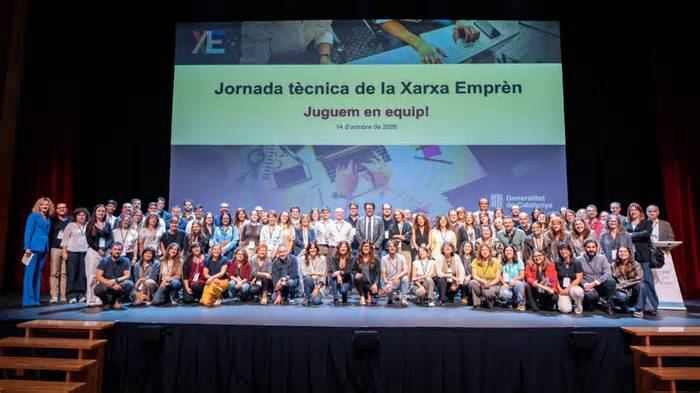 XE
Jornada tècnica de la Xarxa Emprèn
Juguem en equip!
14 d'octubre de 2026
Generalitat
de Catalunya